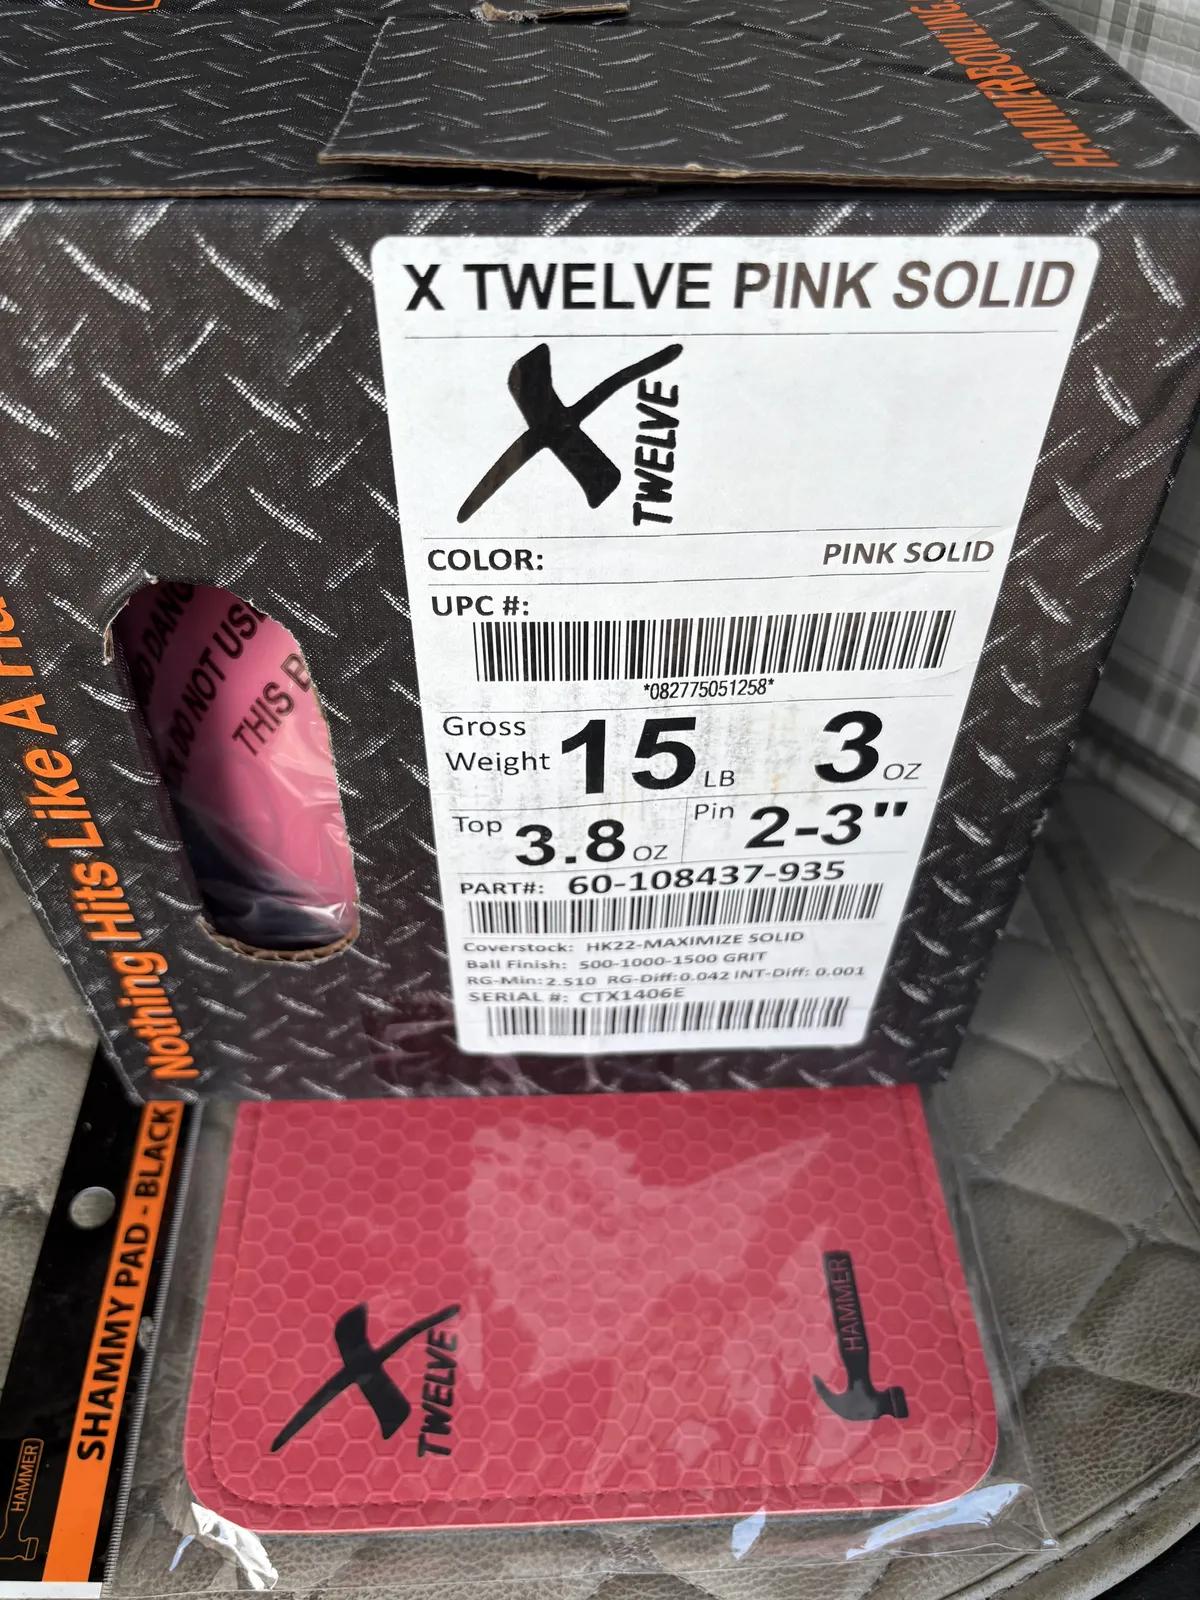 HAMMERBOWLING.
X TWELVE PINK SOLID
X
TWELVE
COLOR: PINK SOLID
UPC #:
*082775051258*
Gross Weight 15 LB 3 OZ
Top 3.8 OZ Pin 2-3"
PART#: 60-108437-935
Coverstock: HK22-MAXIMIZE SOLID
Ball Finish: 500-1000-1500 GRIT
RG-Min: 2.510 RG-Diff: 0.042 INT-Diff: 0.001
SERIAL #: CTX1406E
DO NOT USE
THIS
Nothing Hits Like A
SHAMMY PAD - BLACK
HAMMER
X
TWELVE
HAMMER